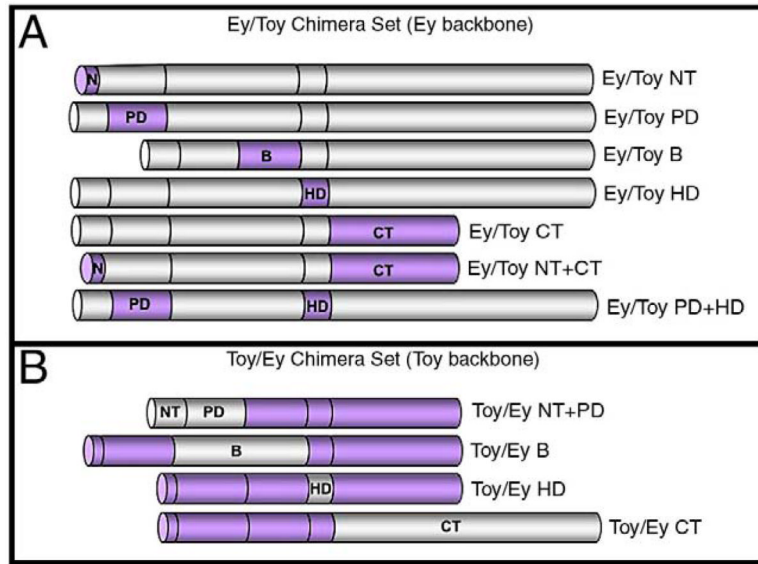 A
Ey/Toy Chimera Set (Ey backbone)
N Ey/Toy NT
PD Ey/Toy PD
B Ey/Toy B
HD Ey/Toy HD
CT Ey/Toy CT
N CT Ey/Toy NT+CT
PD HD Ey/Toy PD+HD
B
Toy/Ey Chimera Set (Toy backbone)
NT PD Toy/Ey NT+PD
B Toy/Ey B
HD Toy/Ey HD
CT Toy/Ey CT